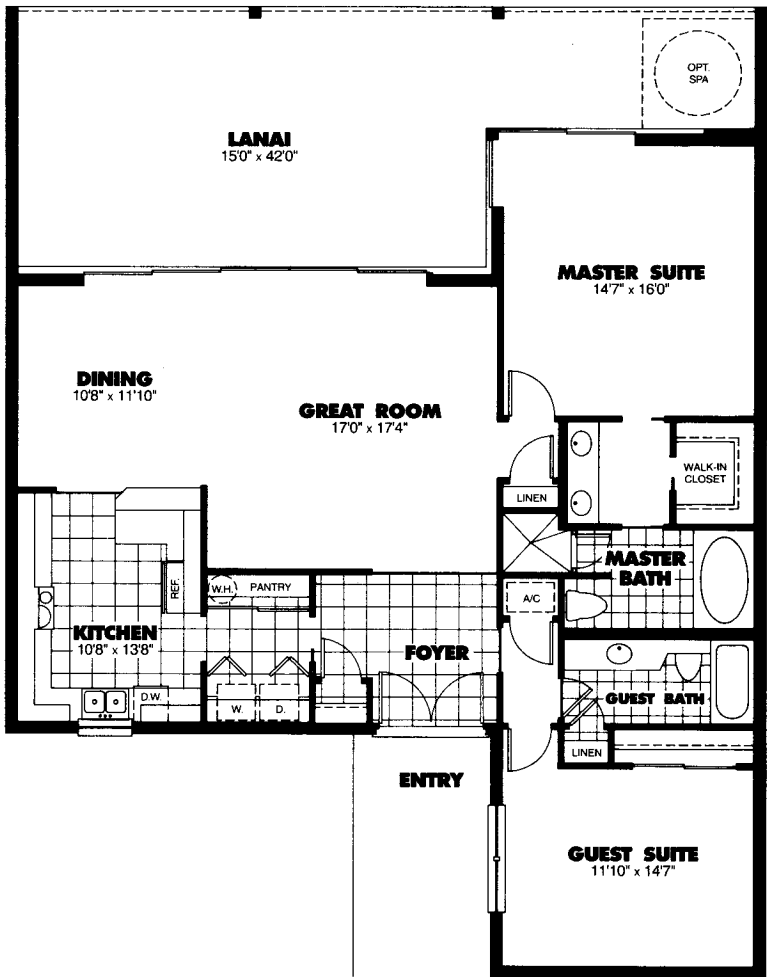 OPT.
SPA
LANAI
15'0" x 42'0"
MASTER SUITE
14'7" x 16'0"
DINING
10'8" x 11'10"
GREAT ROOM
17'0" x 17'4"
WALK-IN
CLOSET
LINEN
MASTER
BATH
W.H.
PANTRY
REF.
A/C
KITCHEN
10'8" x 13'8"
FOYER
D.W.
W.
D.
GUEST BATH
LINEN
ENTRY
GUEST SUITE
11'10" x 14'7"